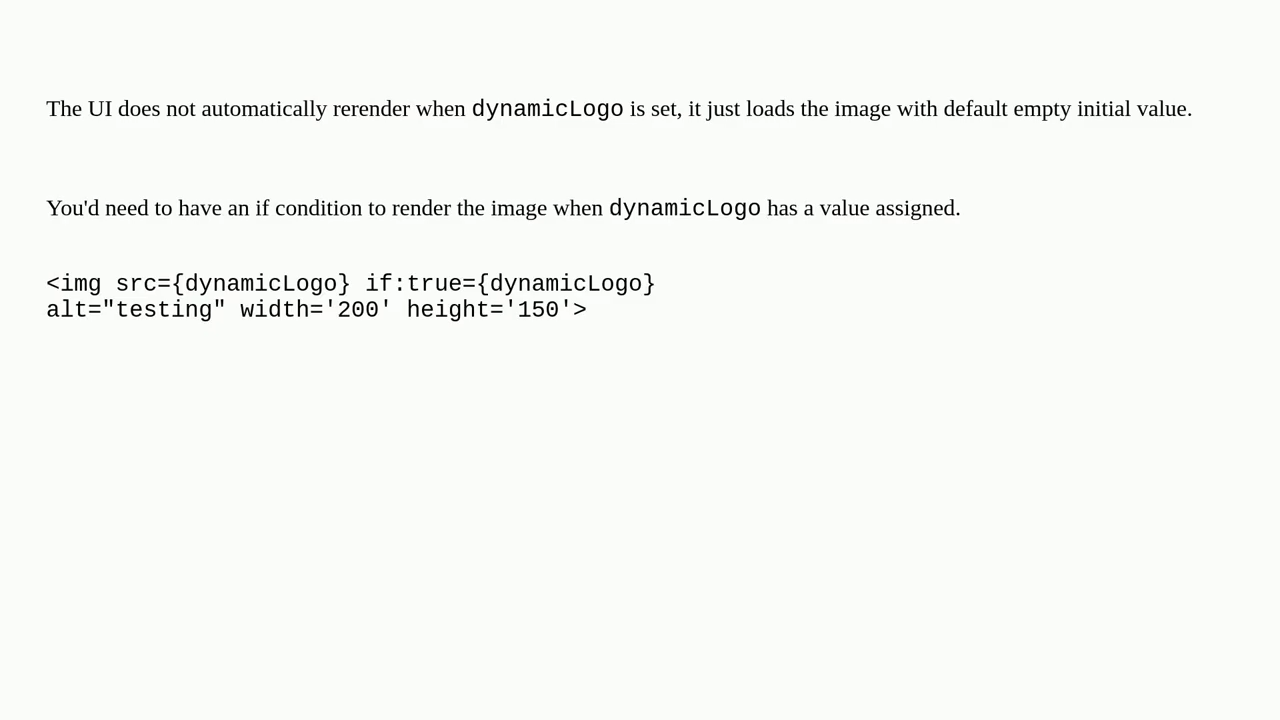 The UI does not automatically rerender when dynamicLogo is set, it just loads the image with default empty initial value.
You'd need to have an if condition to render the image when dynamicLogo has a value assigned.
<img src={dynamicLogo} if:true={dynamicLogo}
alt="testing" width='200' height='150'>